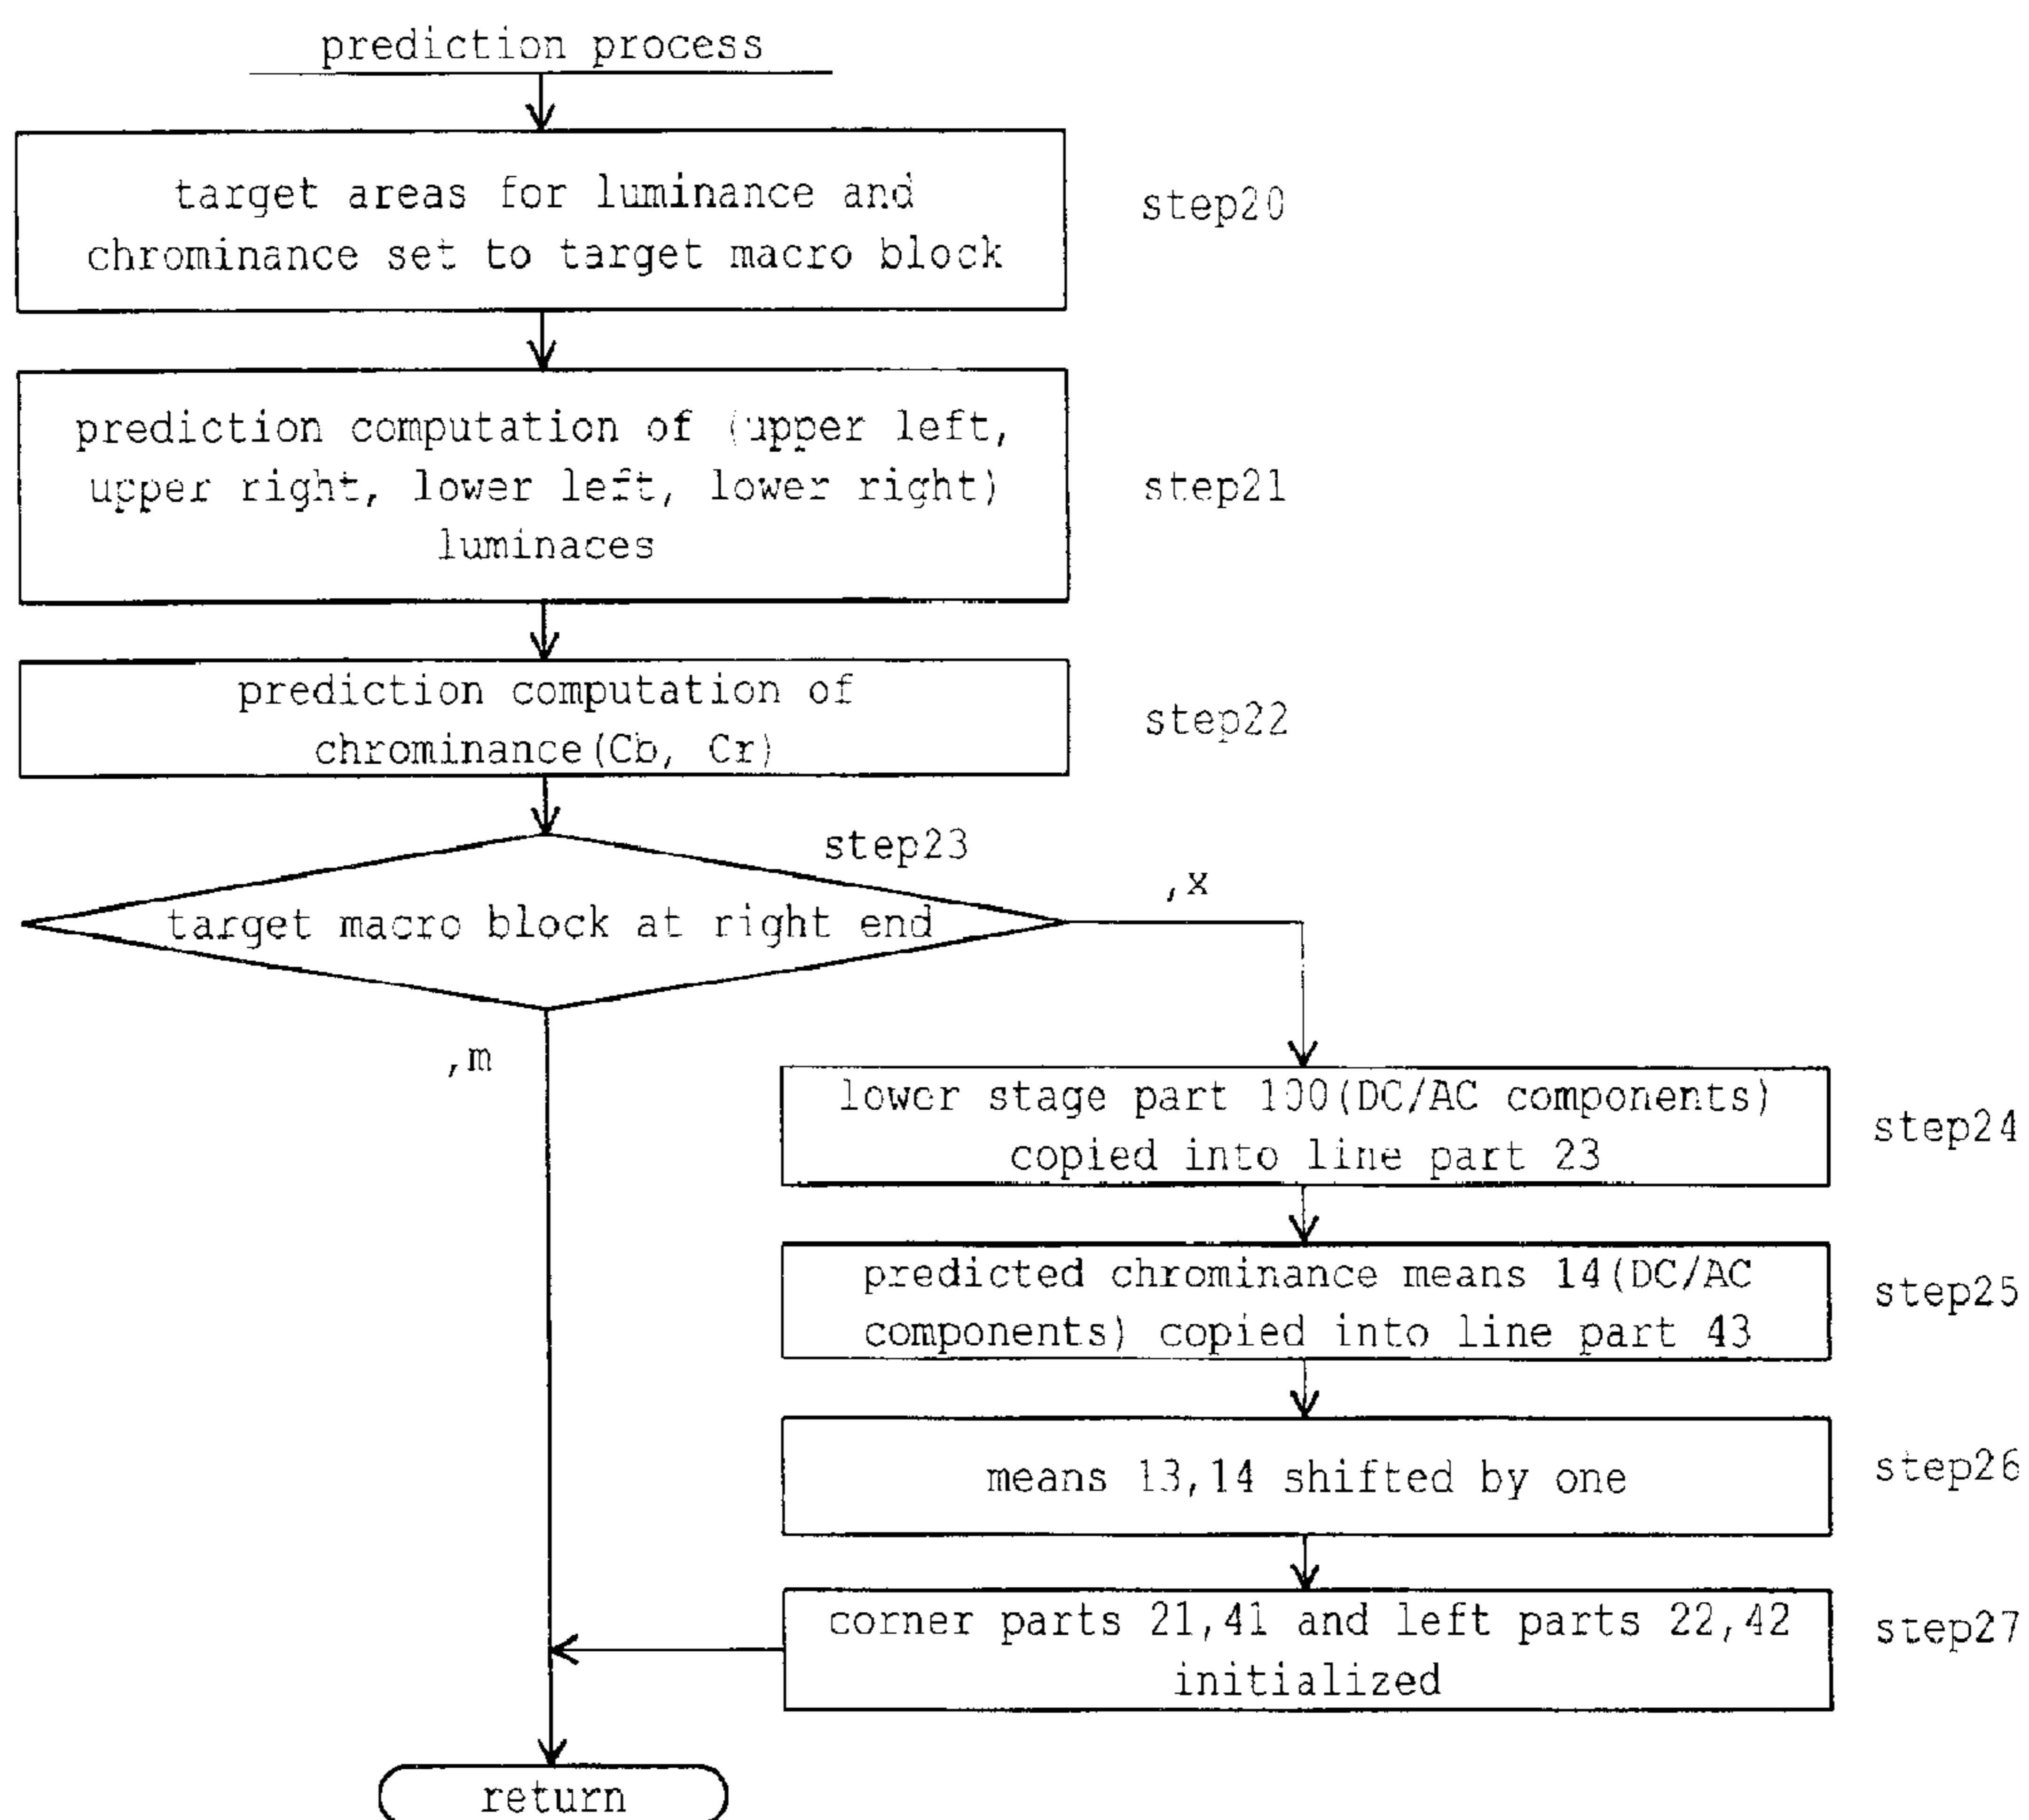 prediction process
target areas for luminance and
chrominance set to target macro block
step20
prediction computation of (upper left,
upper right, lower left, lower right)
luminaces
step21
prediction computation of
chrominance(Cb, Cr)
step22
step23
target macro block at right end
,x
,m
lower stage part 100(DC/AC components)
copied into line part 23
step24
predicted chrominance means 14(DC/AC
components) copied into line part 43
step25
means 13,14 shifted by one
step26
corner parts 21,41 and left parts 22,42
initialized
step27
return